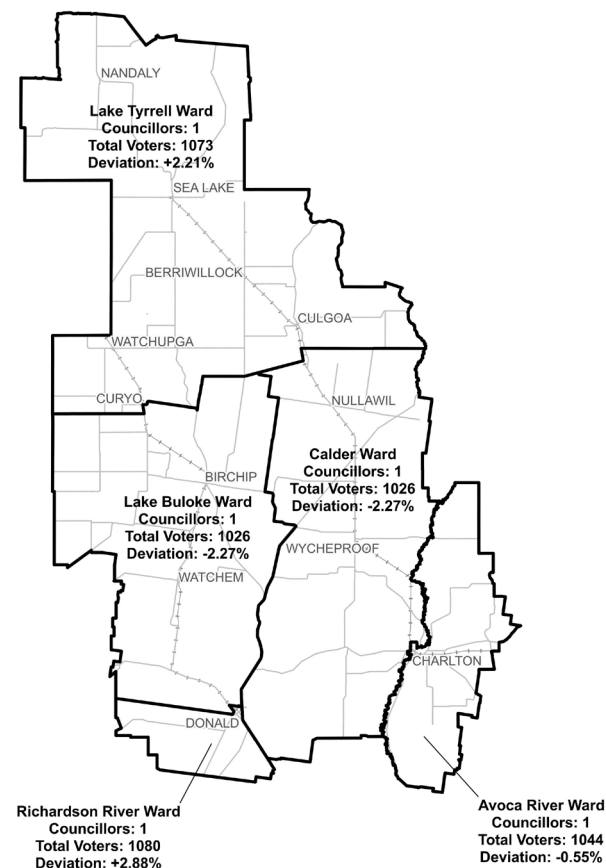 NANDALY
Lake Tyrrell Ward
Councillors: 1
Total Voters: 1073
Deviation: +2.21%
SEA LAKE
BERRIWILLOCK
CULGOA
WATCHUPGA
CURYO
NULLAWIL
Calder Ward
Councillors: 1
Total Voters: 1026
Deviation: -2.27%
BIRCHIP
Lake Buloke Ward
Councillors: 1
Total Voters: 1026
Deviation: -2.27%
WYCHEPROOF
WATCHEM
CHARLTON
DONALD
Richardson River Ward
Councillors: 1
Total Voters: 1080
Deviation: +2.88%
Avoca River Ward
Councillors: 1
Total Voters: 1044
Deviation: -0.55%